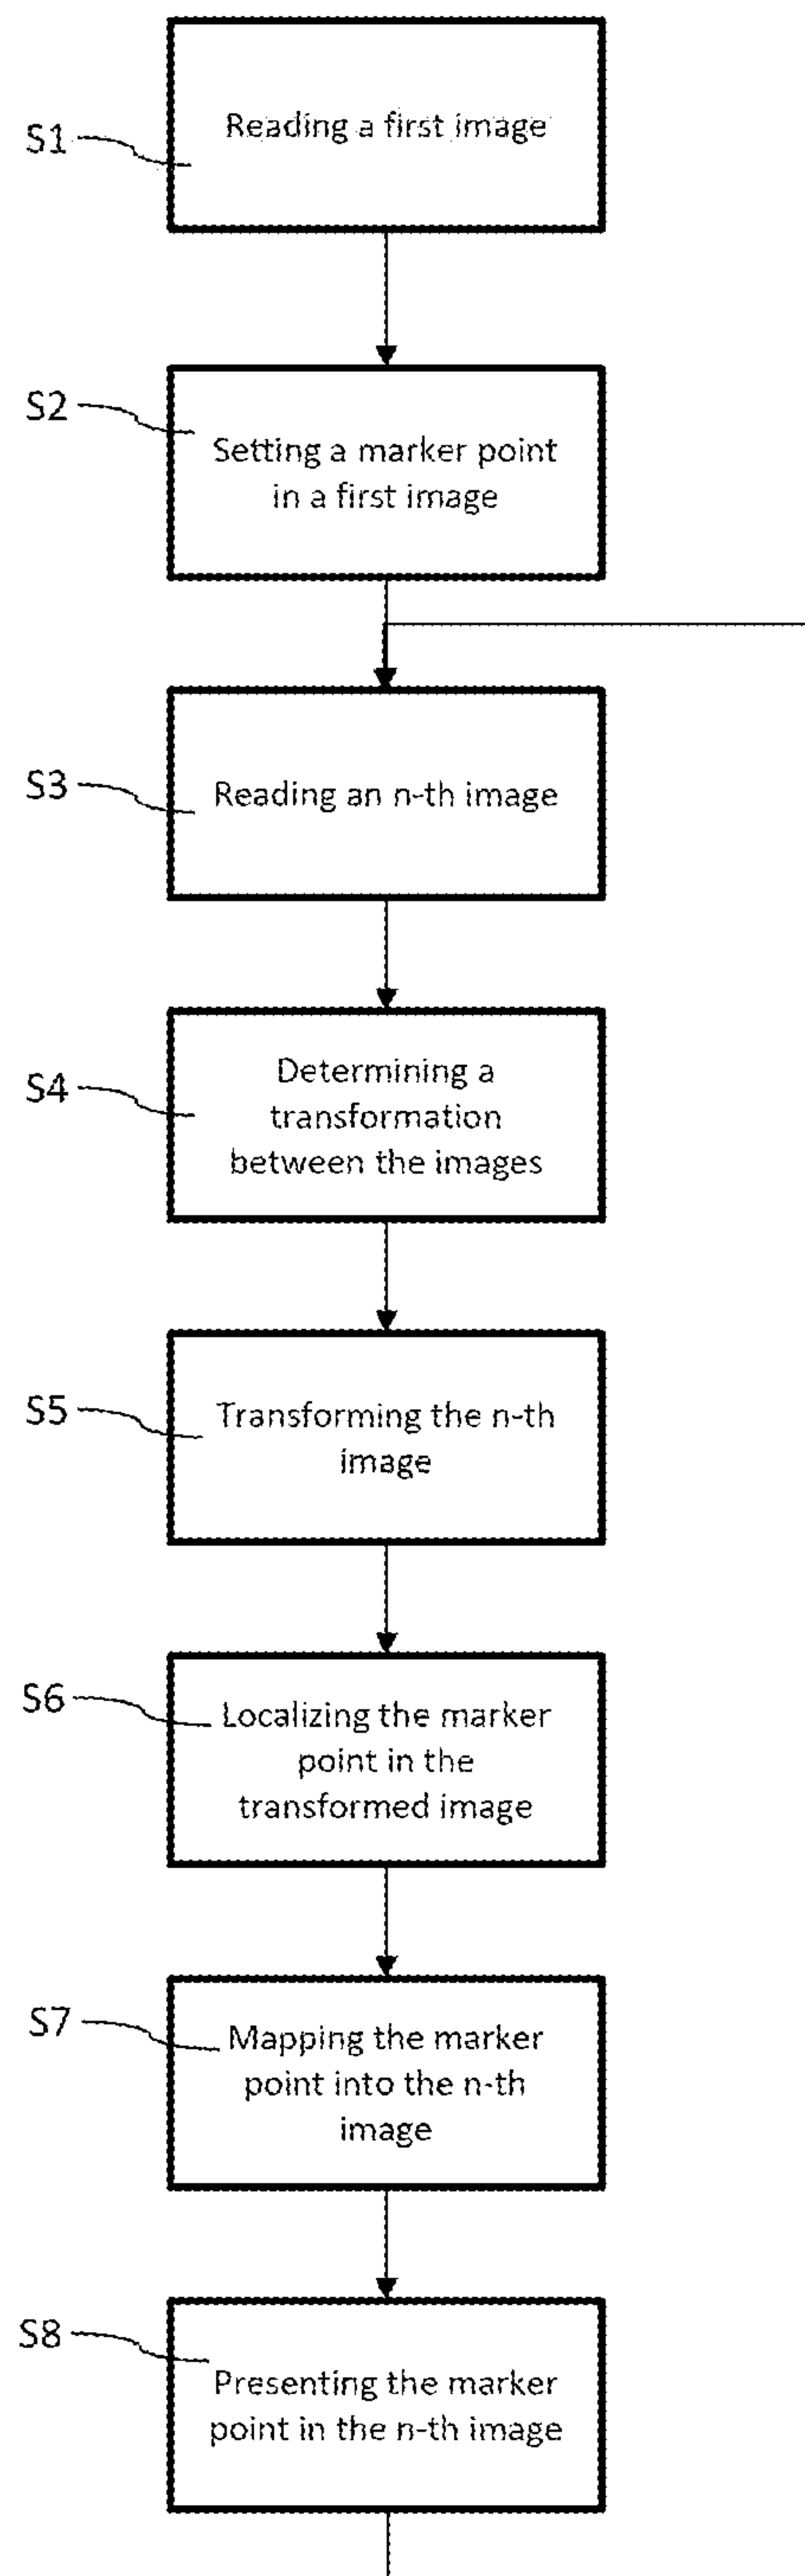 S1
Reading a first image
S2
Setting a marker point
in a first image
S3
Reading an n-th image
S4
Determining a
transformation
between the images
S5
Transforming the n-th
image
S6
Localizing the marker
point in the
transformed image
S7
Mapping the marker
point into the n-th
image
S8
Presenting the marker
point in the n-th image